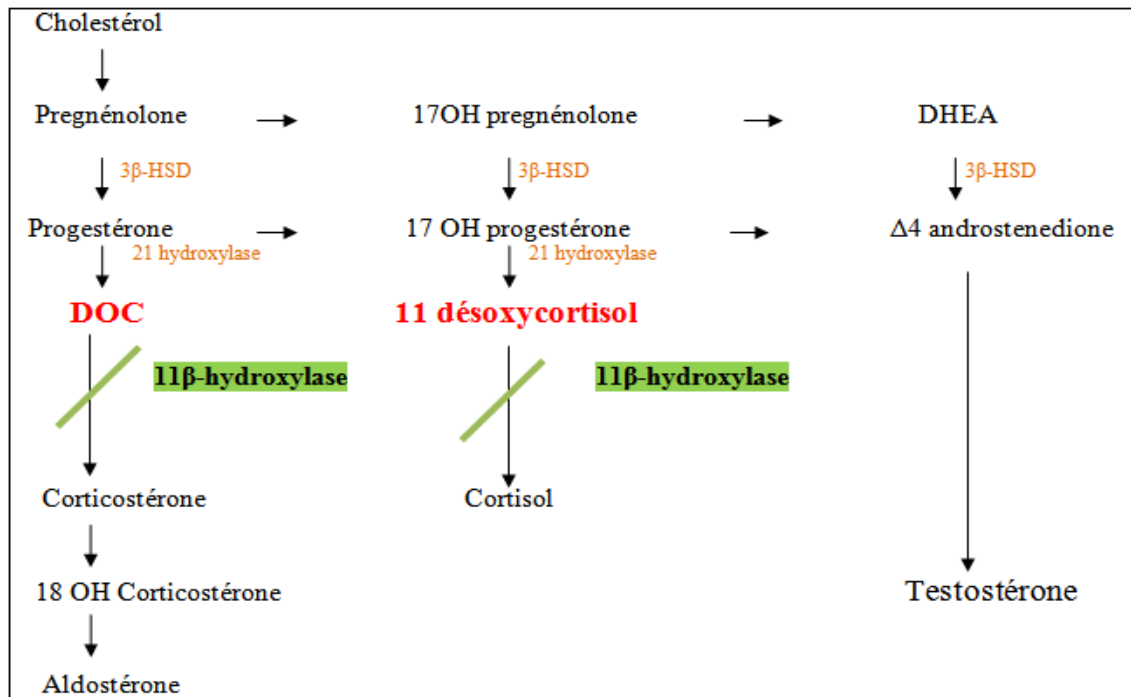 Cholestérol
Pregnénolone 17OH pregnénolone DHEA
3β-HSD 3β-HSD 3β-HSD
Progestérone 17 OH progestérone Δ4 androstenedione
21 hydroxylase 21 hydroxylase
DOC 11 désoxycortisol
11β-hydroxylase 11β-hydroxylase
Corticostérone Cortisol
18 OH Corticostérone Testostérone
Aldostérone